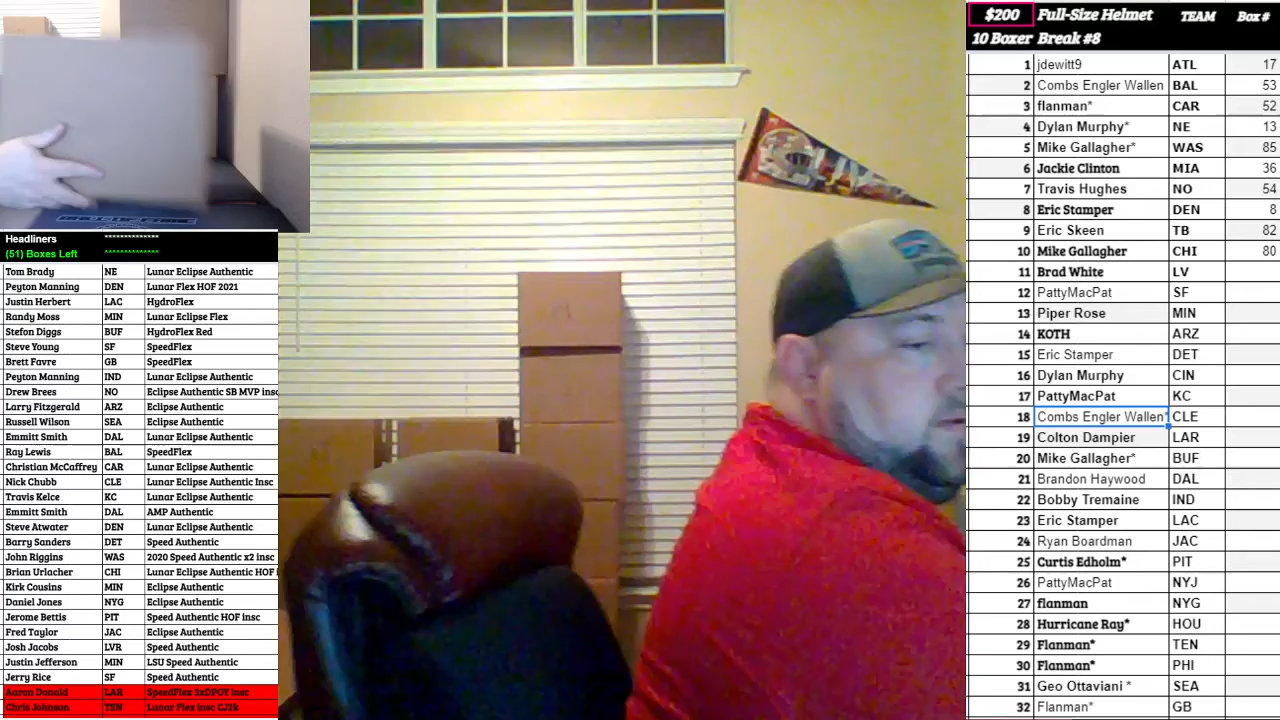 $200 Full-Size Helmet TEAM Box #
10 Boxer Break #8
1 jdewitt9 ATL 17
2 Combs Engler Wallen BAL 53
3 flanman* CAR 52
4 Dylan Murphy* NE 13
5 Mike Gallagher* WAS 85
6 Jackie Clinton MIA 36
7 Travis Hughes NO 54
8 Eric Stamper DEN 8
9 Eric Skeen TB 82
10 Mike Gallagher CHI 80
11 Brad White LV
12 PattyMacPat SF
13 Piper Rose MIN
14 KOTH ARZ
15 Eric Stamper DET
16 Dylan Murphy CIN
17 PattyMacPat KC
18 Combs Engler Wallen* CLE
19 Colton Dampier LAR
20 Mike Gallagher* BUF
21 Brandon Haywood DAL
22 Bobby Tremaine IND
23 Eric Stamper LAC
24 Ryan Boardman JAC
25 Curtis Edholm* PIT
26 PattyMacPat NYJ
27 flanman NYG
28 Hurricane Ray* HOU
29 Flanman* TEN
30 Flanman* PHI
31 Geo Ottaviani * SEA
32 Flanman* GB
Headliners **************
(51) Boxes Left **************
Tom Brady NE Lunar Eclipse Authentic
Peyton Manning DEN Lunar Flex HOF 2021
Justin Herbert LAC HydroFlex
Randy Moss MIN Lunar Eclipse Flex
Stefon Diggs BUF HydroFlex Red
Steve Young SF SpeedFlex
Brett Favre GB SpeedFlex
Peyton Manning IND Lunar Eclipse Authentic
Drew Brees NO Eclipse Authentic SB MVP insc
Larry Fitzgerald ARZ Eclipse Authentic
Russell Wilson SEA Eclipse Authentic
Emmitt Smith DAL Lunar Eclipse Authentic
Ray Lewis BAL SpeedFlex
Christian McCaffrey CAR Lunar Eclipse Authentic
Nick Chubb CLE Lunar Eclipse Authentic Insc
Travis Kelce KC Lunar Eclipse Authentic
Emmitt Smith DAL AMP Authentic
Steve Atwater DEN Lunar Eclipse Authentic
Barry Sanders DET Speed Authentic
John Riggins WAS 2020 Speed Authentic x2 insc
Brian Urlacher CHI Lunar Eclipse Authentic HOF i
Kirk Cousins MIN Eclipse Authentic
Daniel Jones NYG Eclipse Authentic
Jerome Bettis PIT Speed Authentic HOF insc
Fred Taylor JAC Eclipse Authentic
Josh Jacobs LVR Speed Authentic
Justin Jefferson MIN LSU Speed Authentic
Jerry Rice SF Speed Authentic
Aaron Donald LAR SpeedFlex 3xDPOY insc
Chris Johnson TEN Lunar Flex insc CJ2k